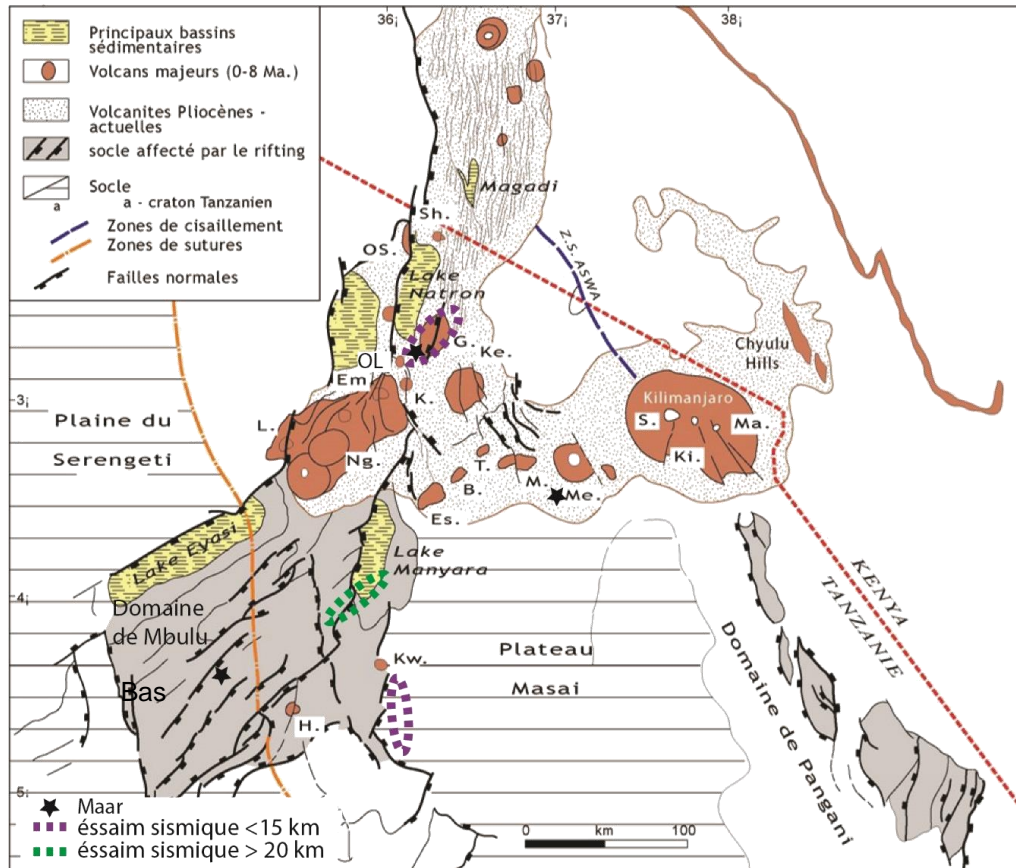 36¡
37¡
38¡
Principaux bassins
sédimentaires
Volcans majeurs (0-8 Ma.)
Volcanites Pliocènes -
actuelles
socle affecté par le rifting
Socle
a - craton Tanzanien
a
Zones de cisaillement
Zones de sutures
Failles normales
Magadi
Sh.
OS.
Lake
Natron
Z.S. ASWA
G.
OL
Ke.
Em
K.
Chyulu
Hills
-3¡
Kilimanjaro
S.
Ma.
Ki.
Plaine du
Serengeti
L.
Ng.
T.
B.
M.
Me.
Es.
Lake Eyasi
Lake
Manyara
-4¡
Domaine
de Mbulu
KENYA
TANZANIE
Plateau
Masai
Kw.
Bas
H.
Domaine de Pangani
5¡
Maar
éssaim sismique <15 km
éssaim sismique > 20 km
0 km 100